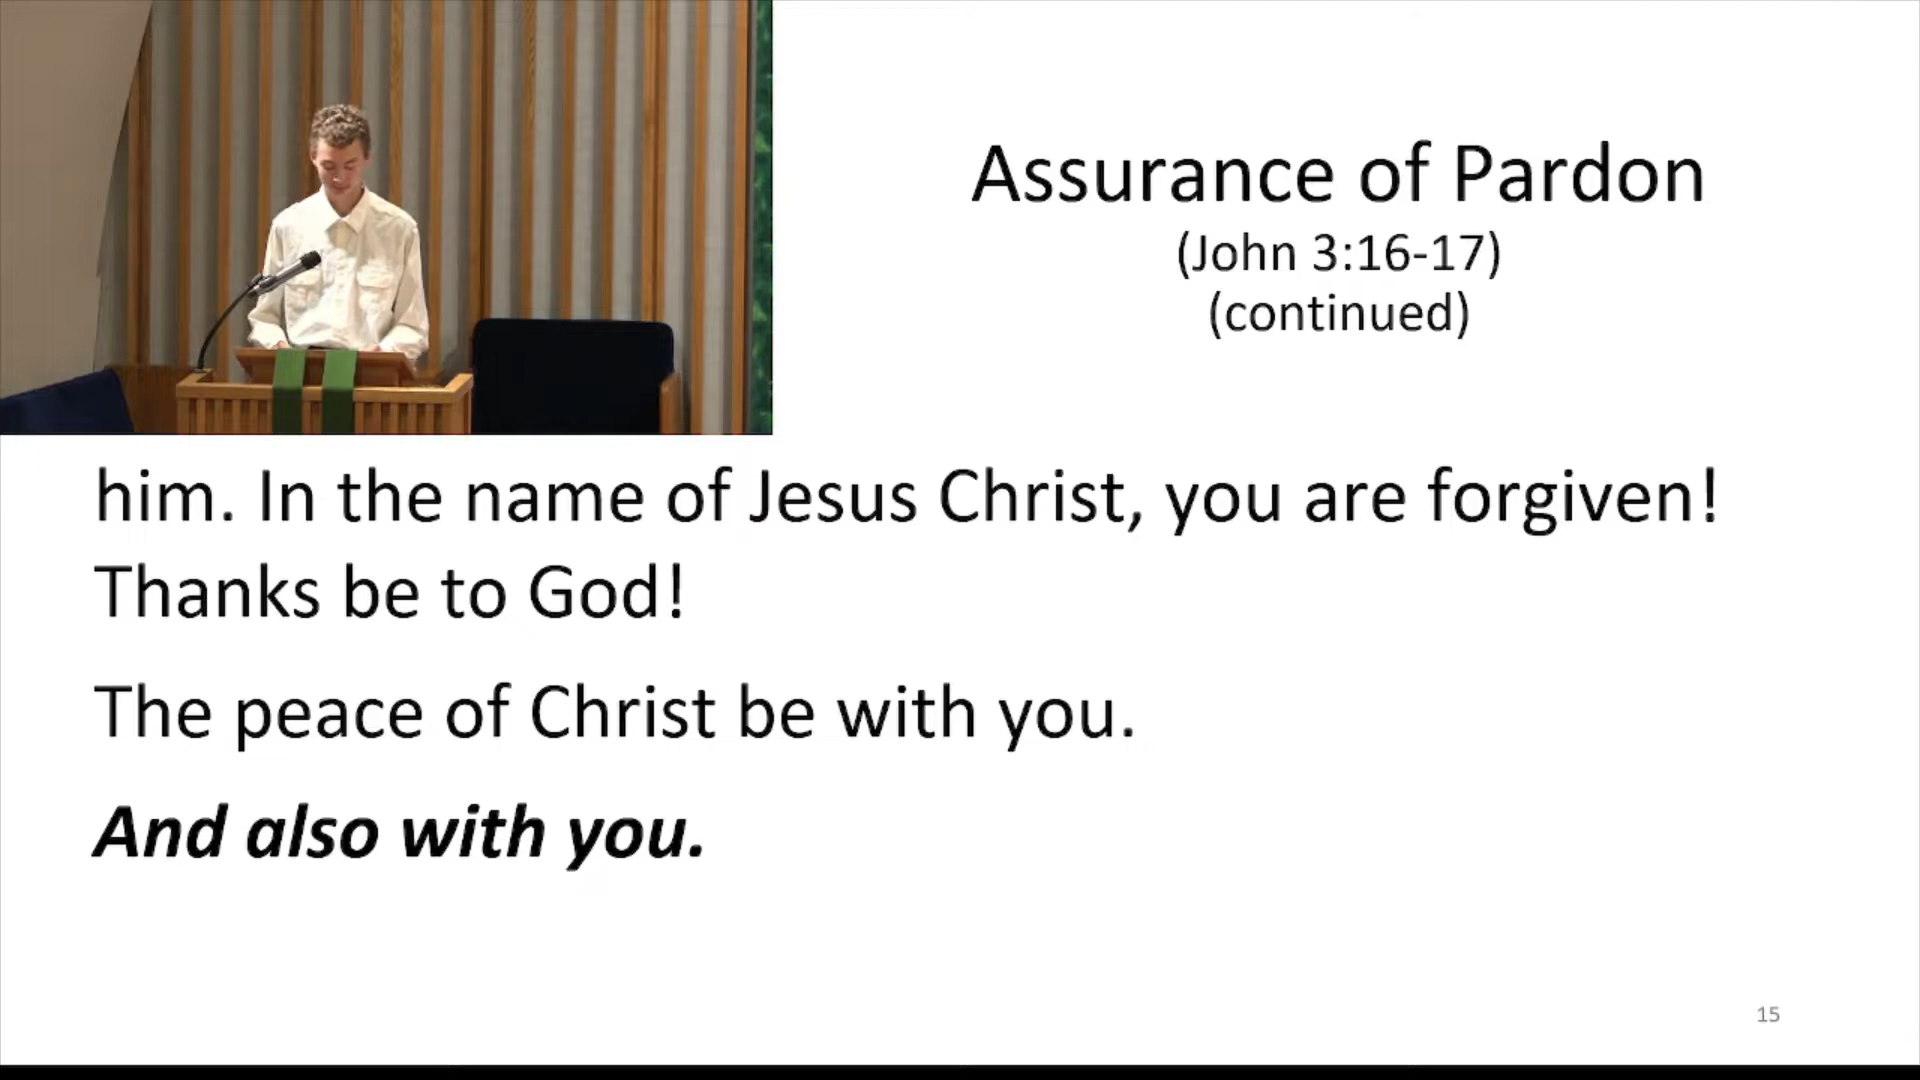 Assurance of Pardon
(John 3:16-17)
(continued)
him. In the name of Jesus Christ, you are forgiven!
Thanks be to God!
The peace of Christ be with you.
And also with you.
15